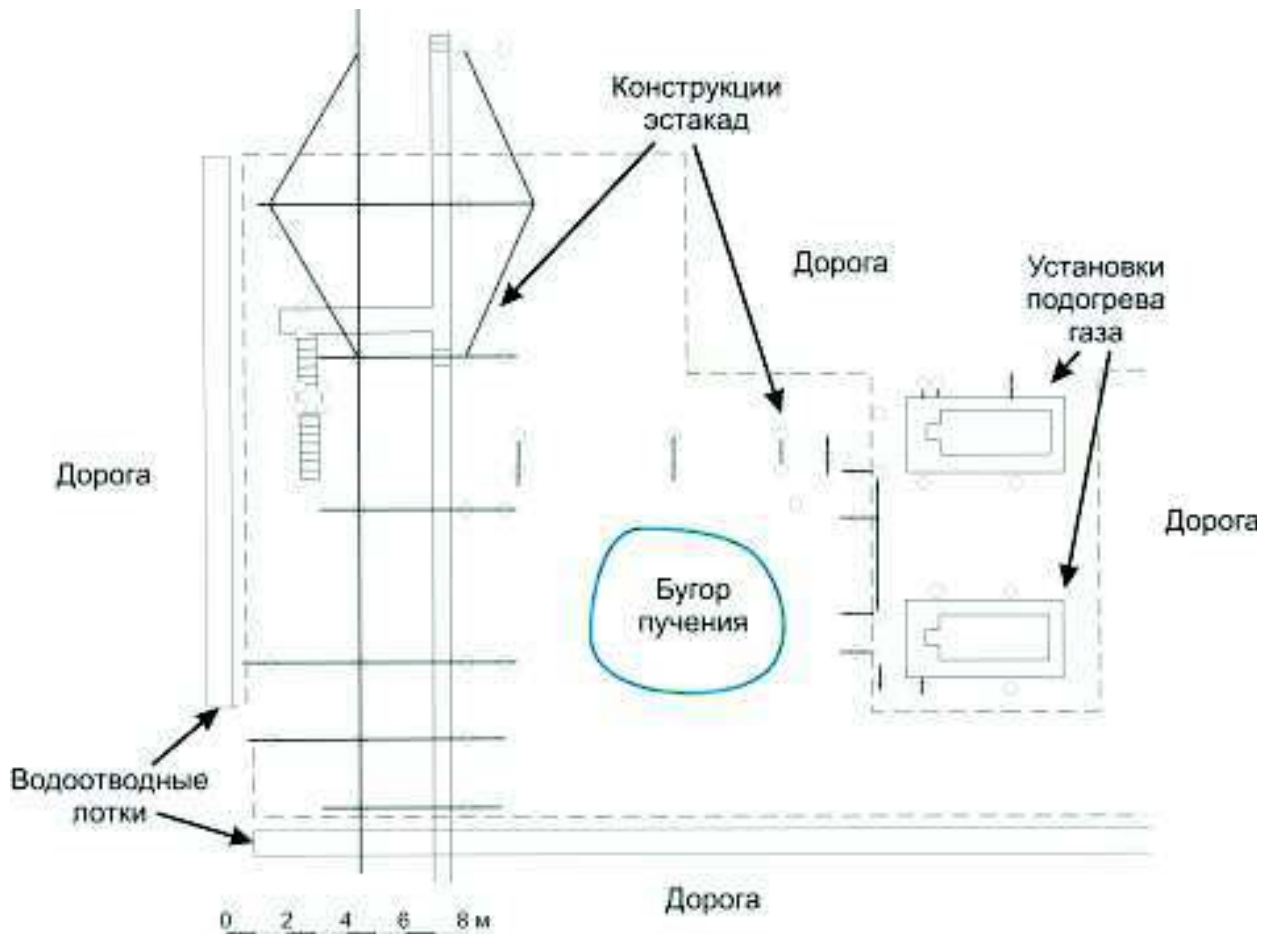 Конструкции
эстакад
Дорога
Установки
подогрева
газа
Дорога
Дорога
Бугор
пучения
Водоотводные
лотки
Дорога
0 2 4 6 8 м